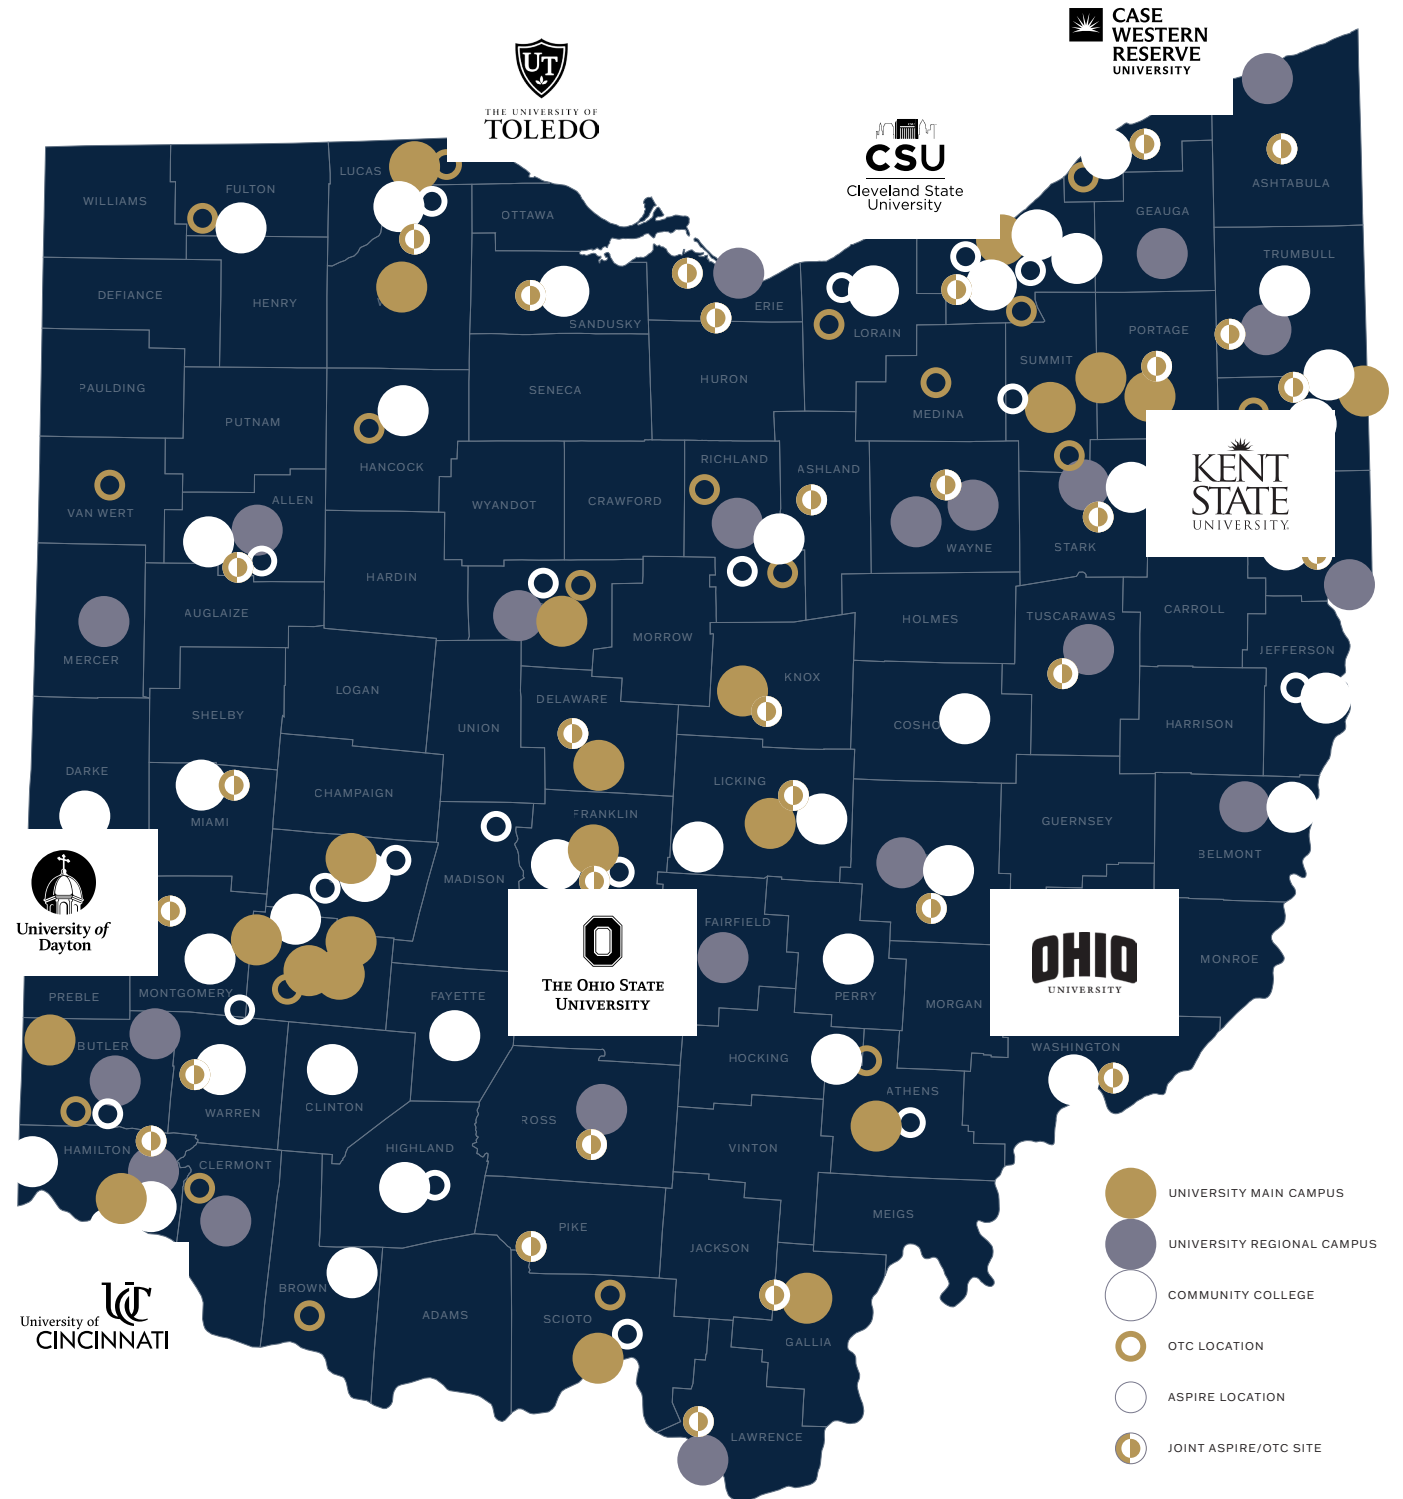 CASE
WESTERN
RESERVE
UNIVERSITY
UT
THE UNIVERSITY OF
TOLEDO
CSU
Cleveland State
University
LUCAS
FULTON
WILLIAMS
OTTAWA
ASHTABULA
GEAUGA
TRUMBULL
DEFIANCE
HENRY
W
SANDUSKY
ERIE
LORAIN
PORTAGE
SUMMIT
PAULDING
PUTNAM
SENECA
HURON
MEDINA
HANCOCK
RICHLAND
ASHLAND
KENT
STATE
UNIVERSITY
VAN WERT
ALLEN
WYANDOT
CRAWFORD
WAYNE
STARK
HARDIN
AUGLAIZE
MORROW
HOLMES
TUSCARAWAS
CARROLL
MERCER
JEFFERSON
LOGAN
KNOX
DELAWARE
SHELBY
UNION
COSHO
HARRISON
DARKE
CHAMPAIGN
LICKING
MIAMI
FRANKLIN
GUERNSEY
BELMONT
MADISON
University of
Dayton
FAIRFIELD
O
THE OHIO STATE
UNIVERSITY
OHIO
UNIVERSITY
MONROE
PREBLE
MONTGOMERY
FAYETTE
PERRY
MORGAN
BUTLER
HOCKING
WASHINGTON
ATHENS
WARREN
CLINTON
ROSS
HAMILTON
CLERMONT
HIGHLAND
VINTON
MEIGS
PIKE
JACKSON
BROWN
ADAMS
SCIOTO
GALLIA
LAWRENCE
UC
University of
CINCINNATI
UNIVERSITY MAIN CAMPUS
UNIVERSITY REGIONAL CAMPUS
COMMUNITY COLLEGE
OTC LOCATION
ASPIRE LOCATION
JOINT ASPIRE/OTC SITE